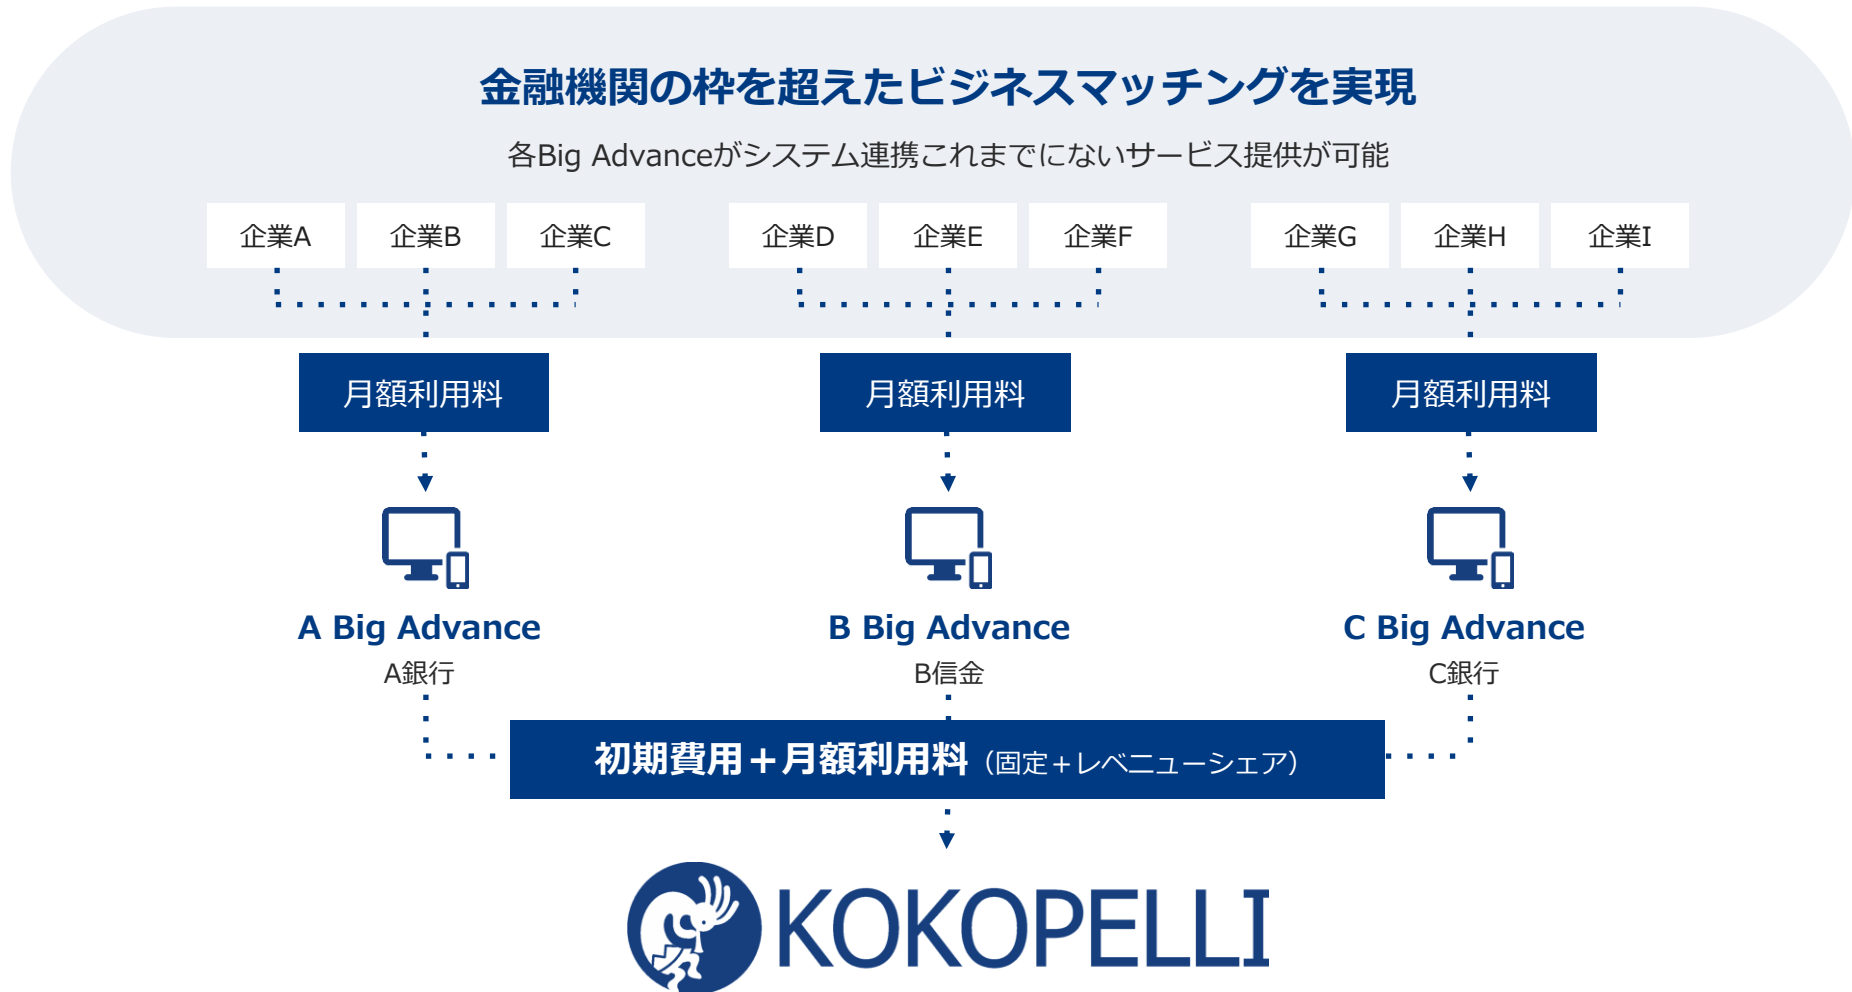 金融機関の枠を超えたビジネスマッチングを実現
各Big Advanceがシステム連携これまでにないサービス提供が可能
企業A 企業B 企業C 企業D 企業E 企業F 企業G 企業H 企業I
月額利用料 月額利用料 月額利用料
A Big Advance B Big Advance C Big Advance
A銀行 B信金 C銀行
初期費用＋月額利用料（固定＋レベニューシェア）
KOKOPELLI